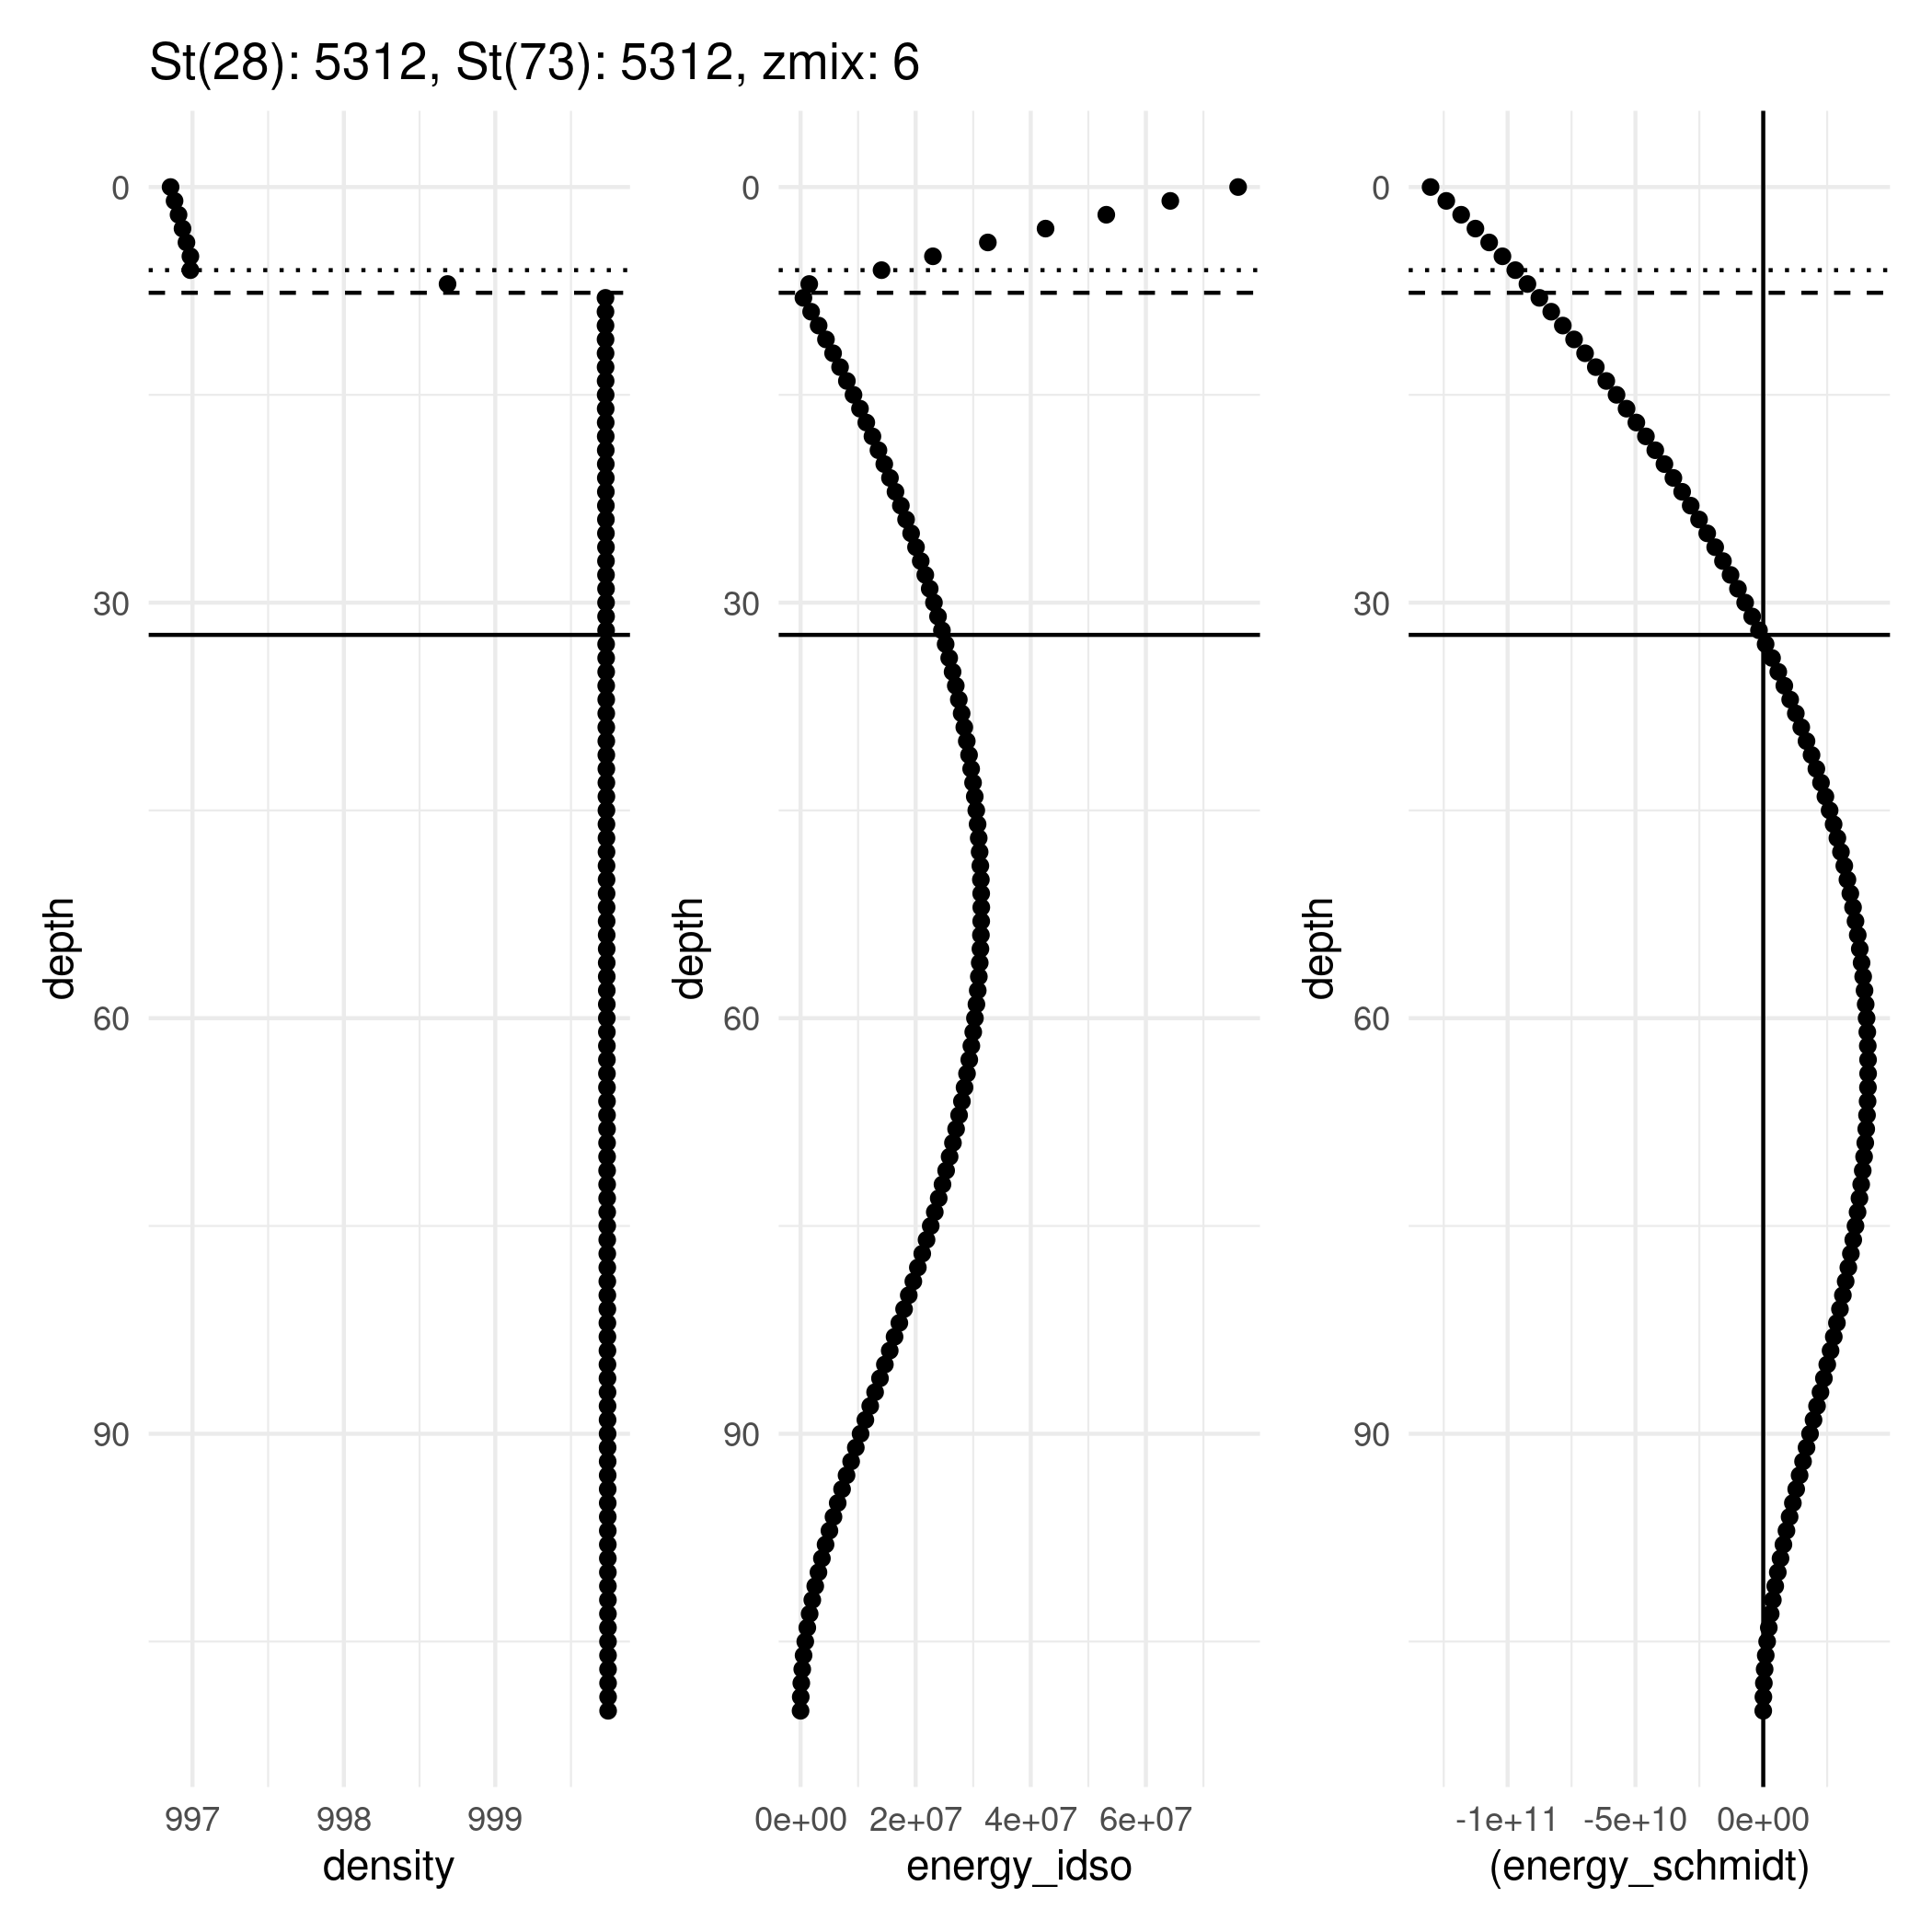 St(28): 5312, St(73): 5312, zmix: 6
0
30
60
90
depth
997 998 999
density
0
30
60
90
depth
0e+00 2e+07 4e+07 6e+07
energy_idso
0
30
60
90
depth
-1e+11 -5e+10 0e+00
(energy_schmidt)